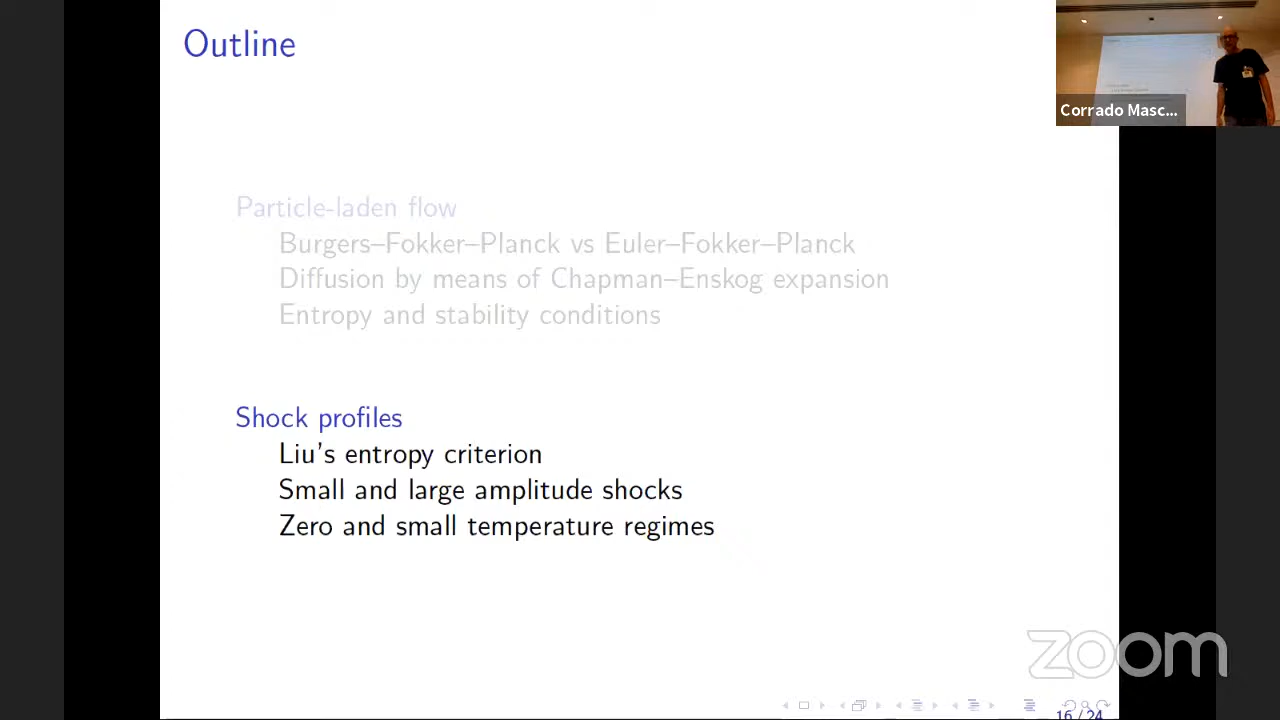 Outline
Corrado Masc...
Particle-laden flow
Burgers–Fokker–Planck vs Euler–Fokker–Planck
Diffusion by means of Chapman–Enskog expansion
Entropy and stability conditions
Shock profiles
Liu's entropy criterion
Small and large amplitude shocks
Zero and small temperature regimes
zoom
16 / 24